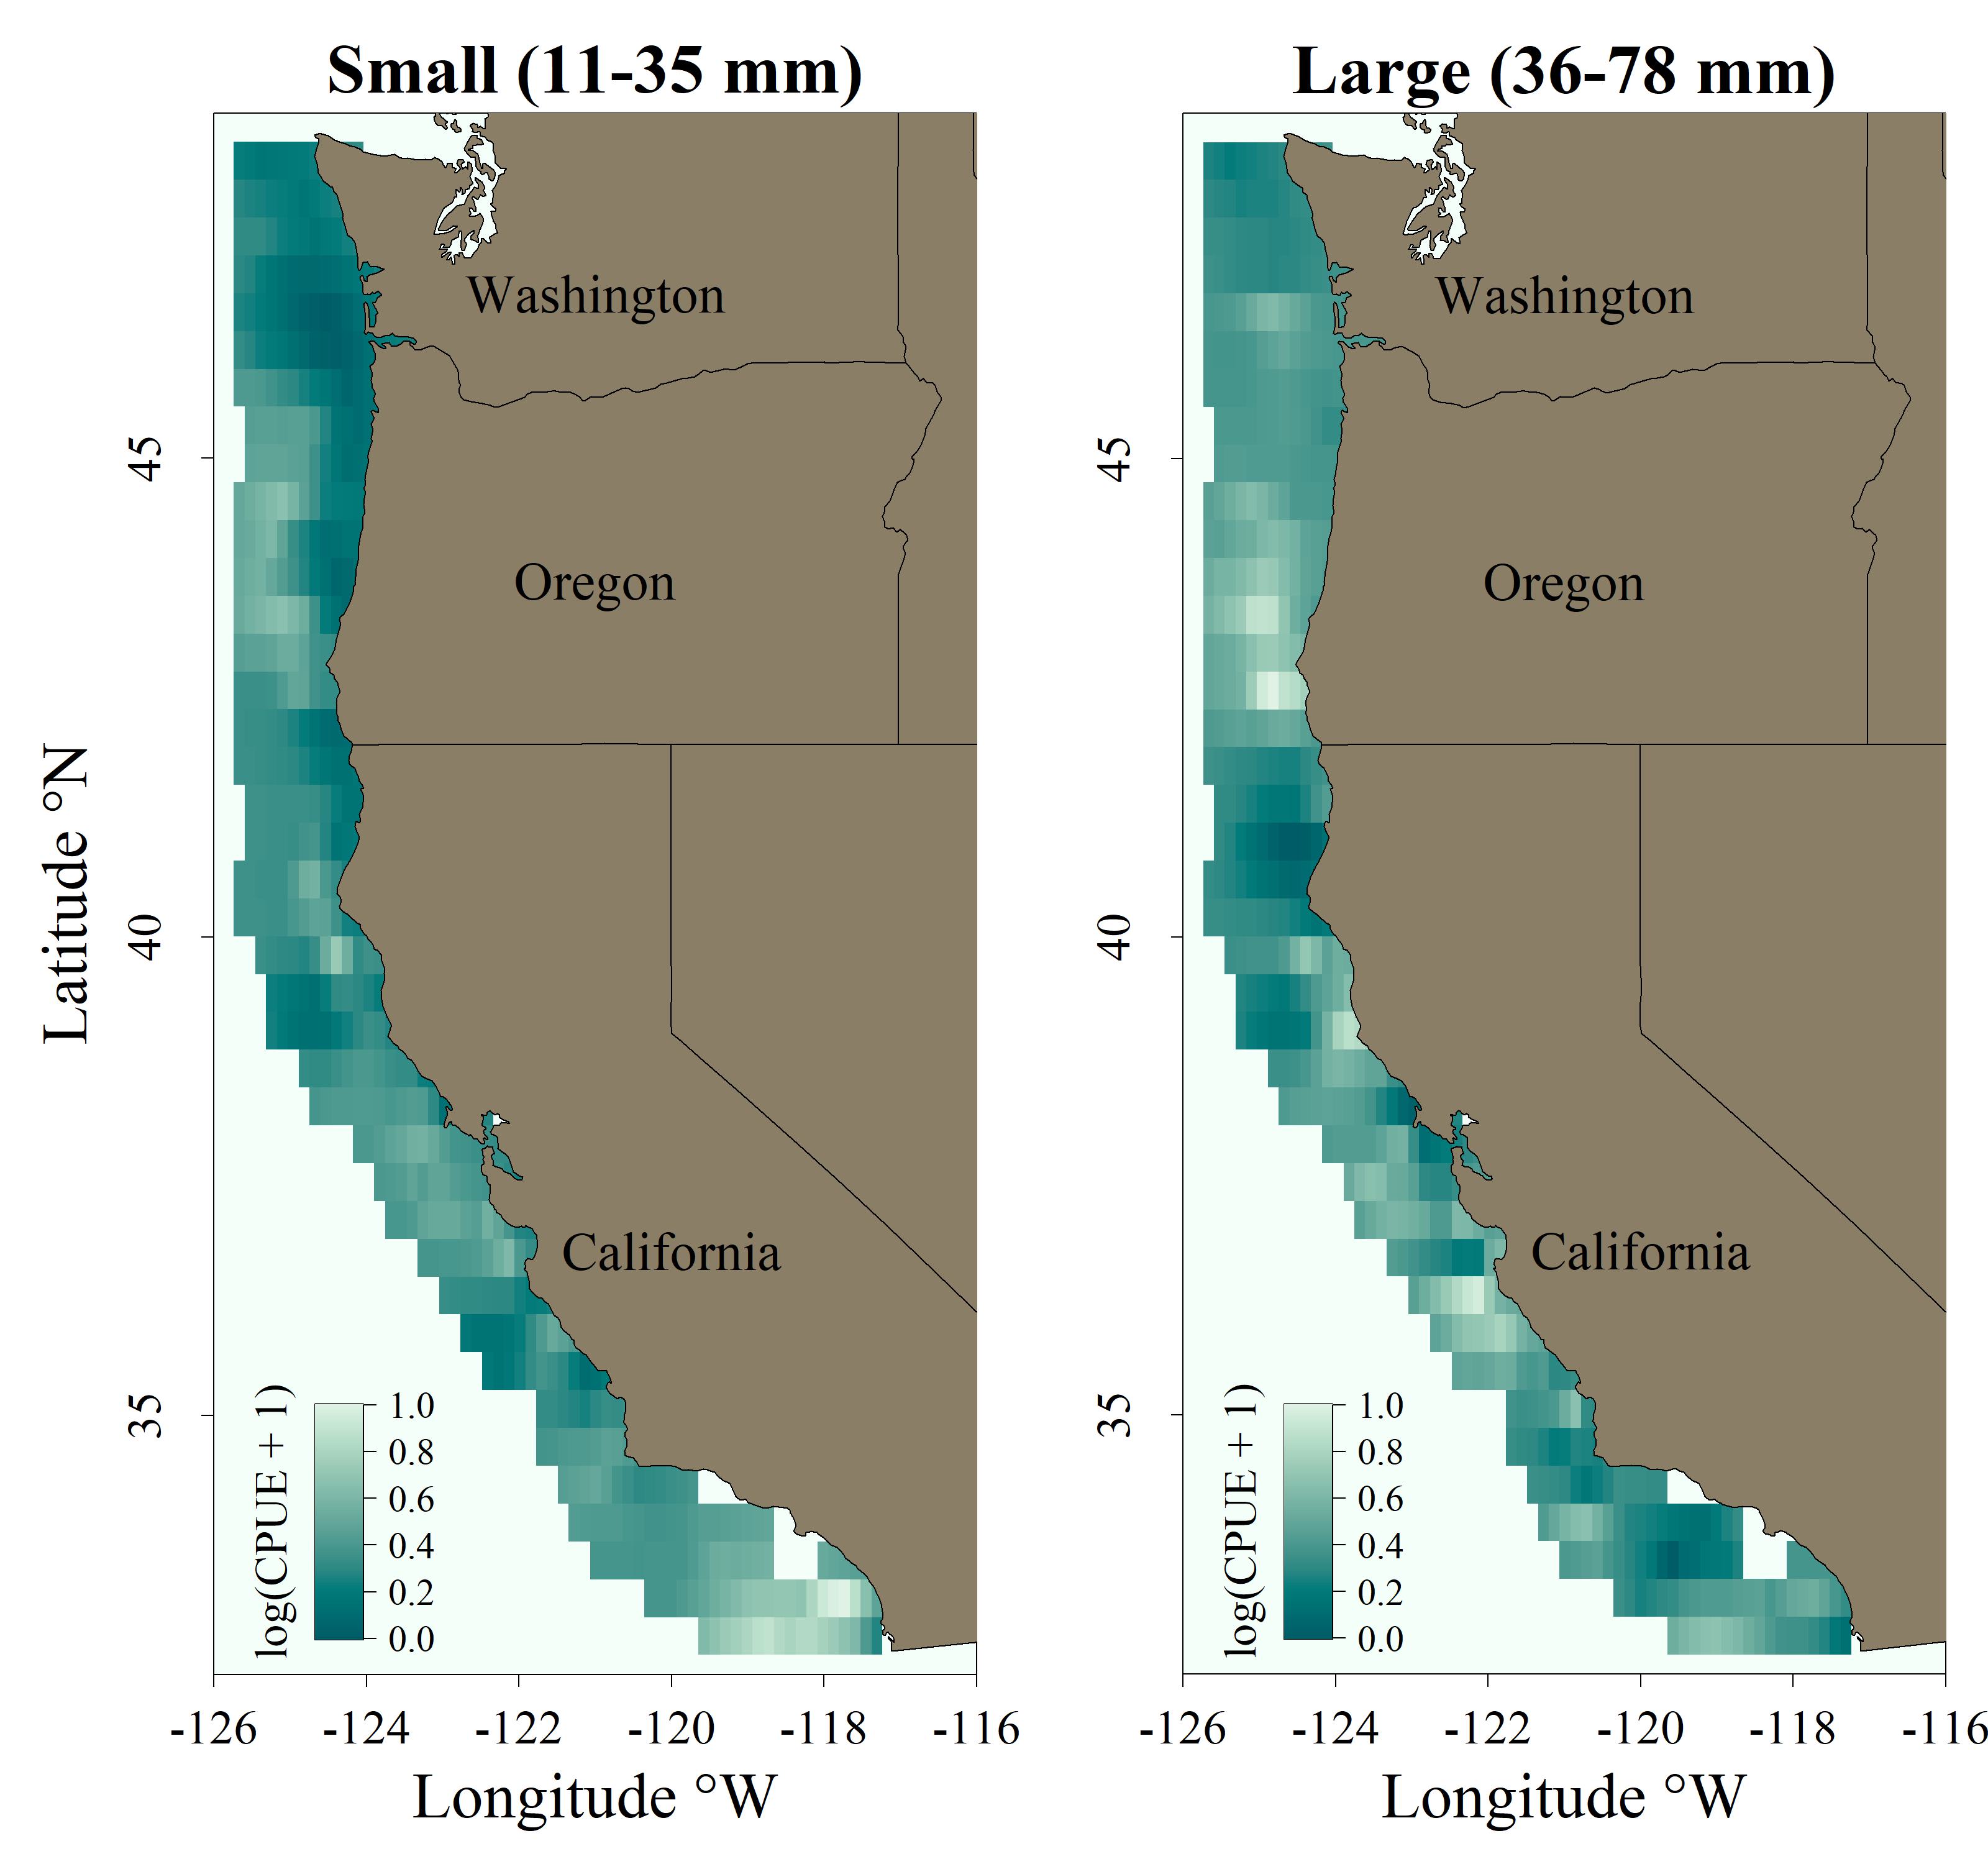 Small (11-35 mm)
Large (36-78 mm)
Washington
Oregon
California
Latitude °N
45
40
35
log(CPUE + 1)
1.0
0.8
0.6
0.4
0.2
0.0
-126
-124
-122
-120
-118
-116
Longitude °W
Washington
Oregon
California
45
40
35
log(CPUE + 1)
1.0
0.8
0.6
0.4
0.2
0.0
-126
-124
-122
-120
-118
-116
Longitude °W